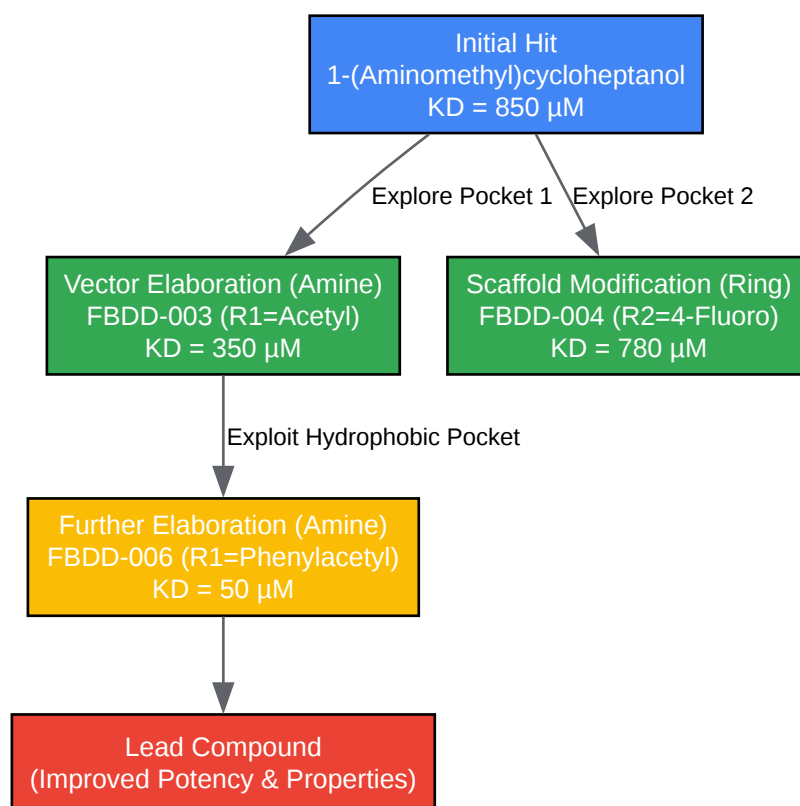 Initial Hit
1-(Aminomethyl)cycloheptanol
KD = 850 µM
Explore Pocket 1
Explore Pocket 2
Vector Elaboration (Amine)
FBDD-003 (R1=Acetyl)
KD = 350 µM
Scaffold Modification (Ring)
FBDD-004 (R2=4-Fluoro)
KD = 780 µM
Exploit Hydrophobic Pocket
Further Elaboration (Amine)
FBDD-006 (R1=Phenylacetyl)
KD = 50 µM
Lead Compound
(Improved Potency & Properties)